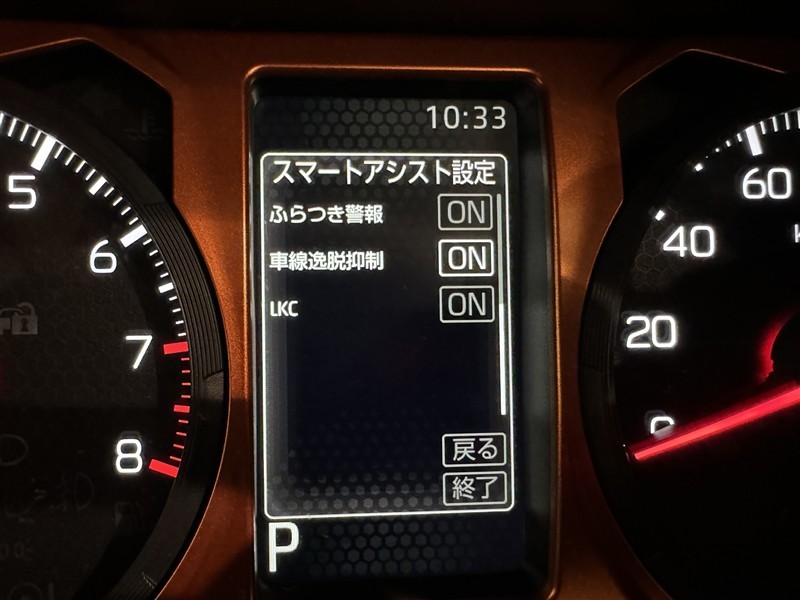 10:33
スマートアシスト設定
ふらつき警報 ON
車線逸脱抑制 ON
LKC ON
戻る
終了
P
5
6
7
8
60
40
20
0